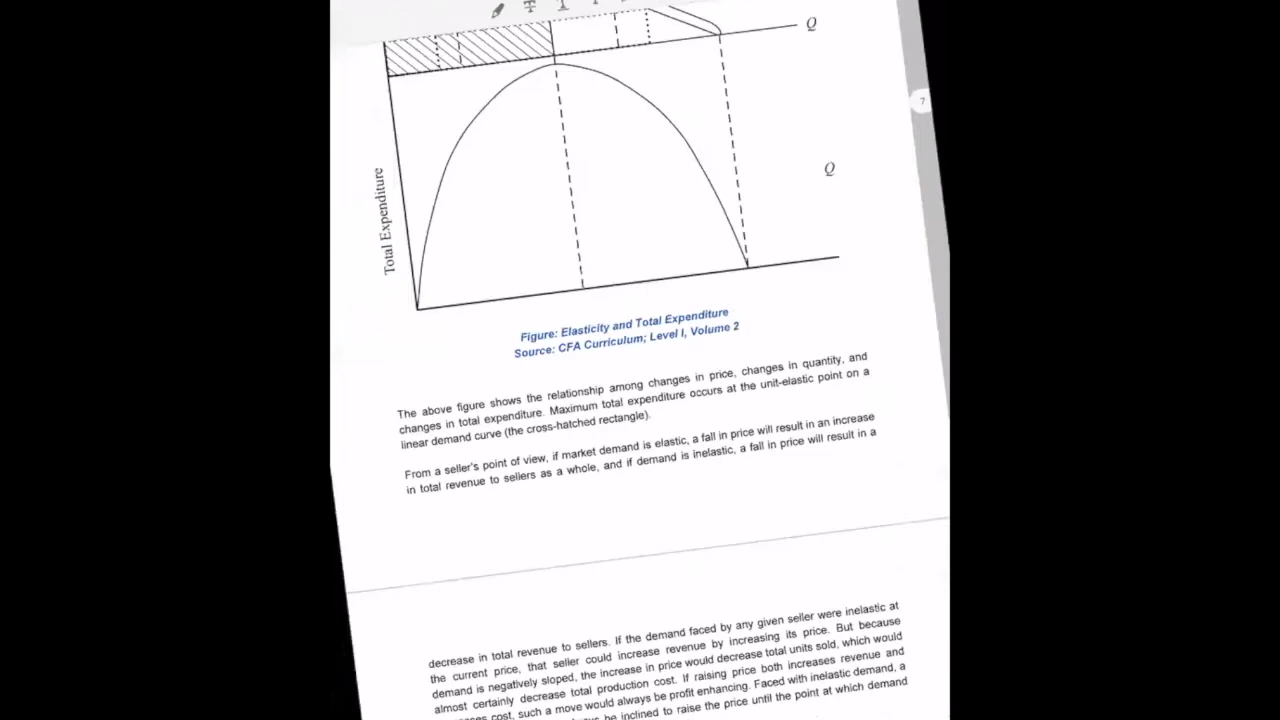 Q
7
Total Expenditure
Q
Figure: Elasticity and Total Expenditure
Source: CFA Curriculum; Level I, Volume 2
The above figure shows the relationship among changes in price, changes in quantity, and
changes in total expenditure. Maximum total expenditure occurs at the unit-elastic point on a
linear demand curve (the cross-hatched rectangle).
From a seller's point of view, if market demand is elastic, a fall in price will result in an increase
in total revenue to sellers as a whole, and if demand is inelastic, a fall in price will result in a
decrease in total revenue to sellers. If the demand faced by any given seller were inelastic at
the current price, that seller could increase revenue by increasing its price. But because
demand is negatively sloped, the increase in price would decrease total units sold, which would
almost certainly decrease total production cost. If raising price both increases revenue and
cost, such a move would always be profit enhancing. Faced with inelastic demand, a
be inclined to raise the price until the point at which demand